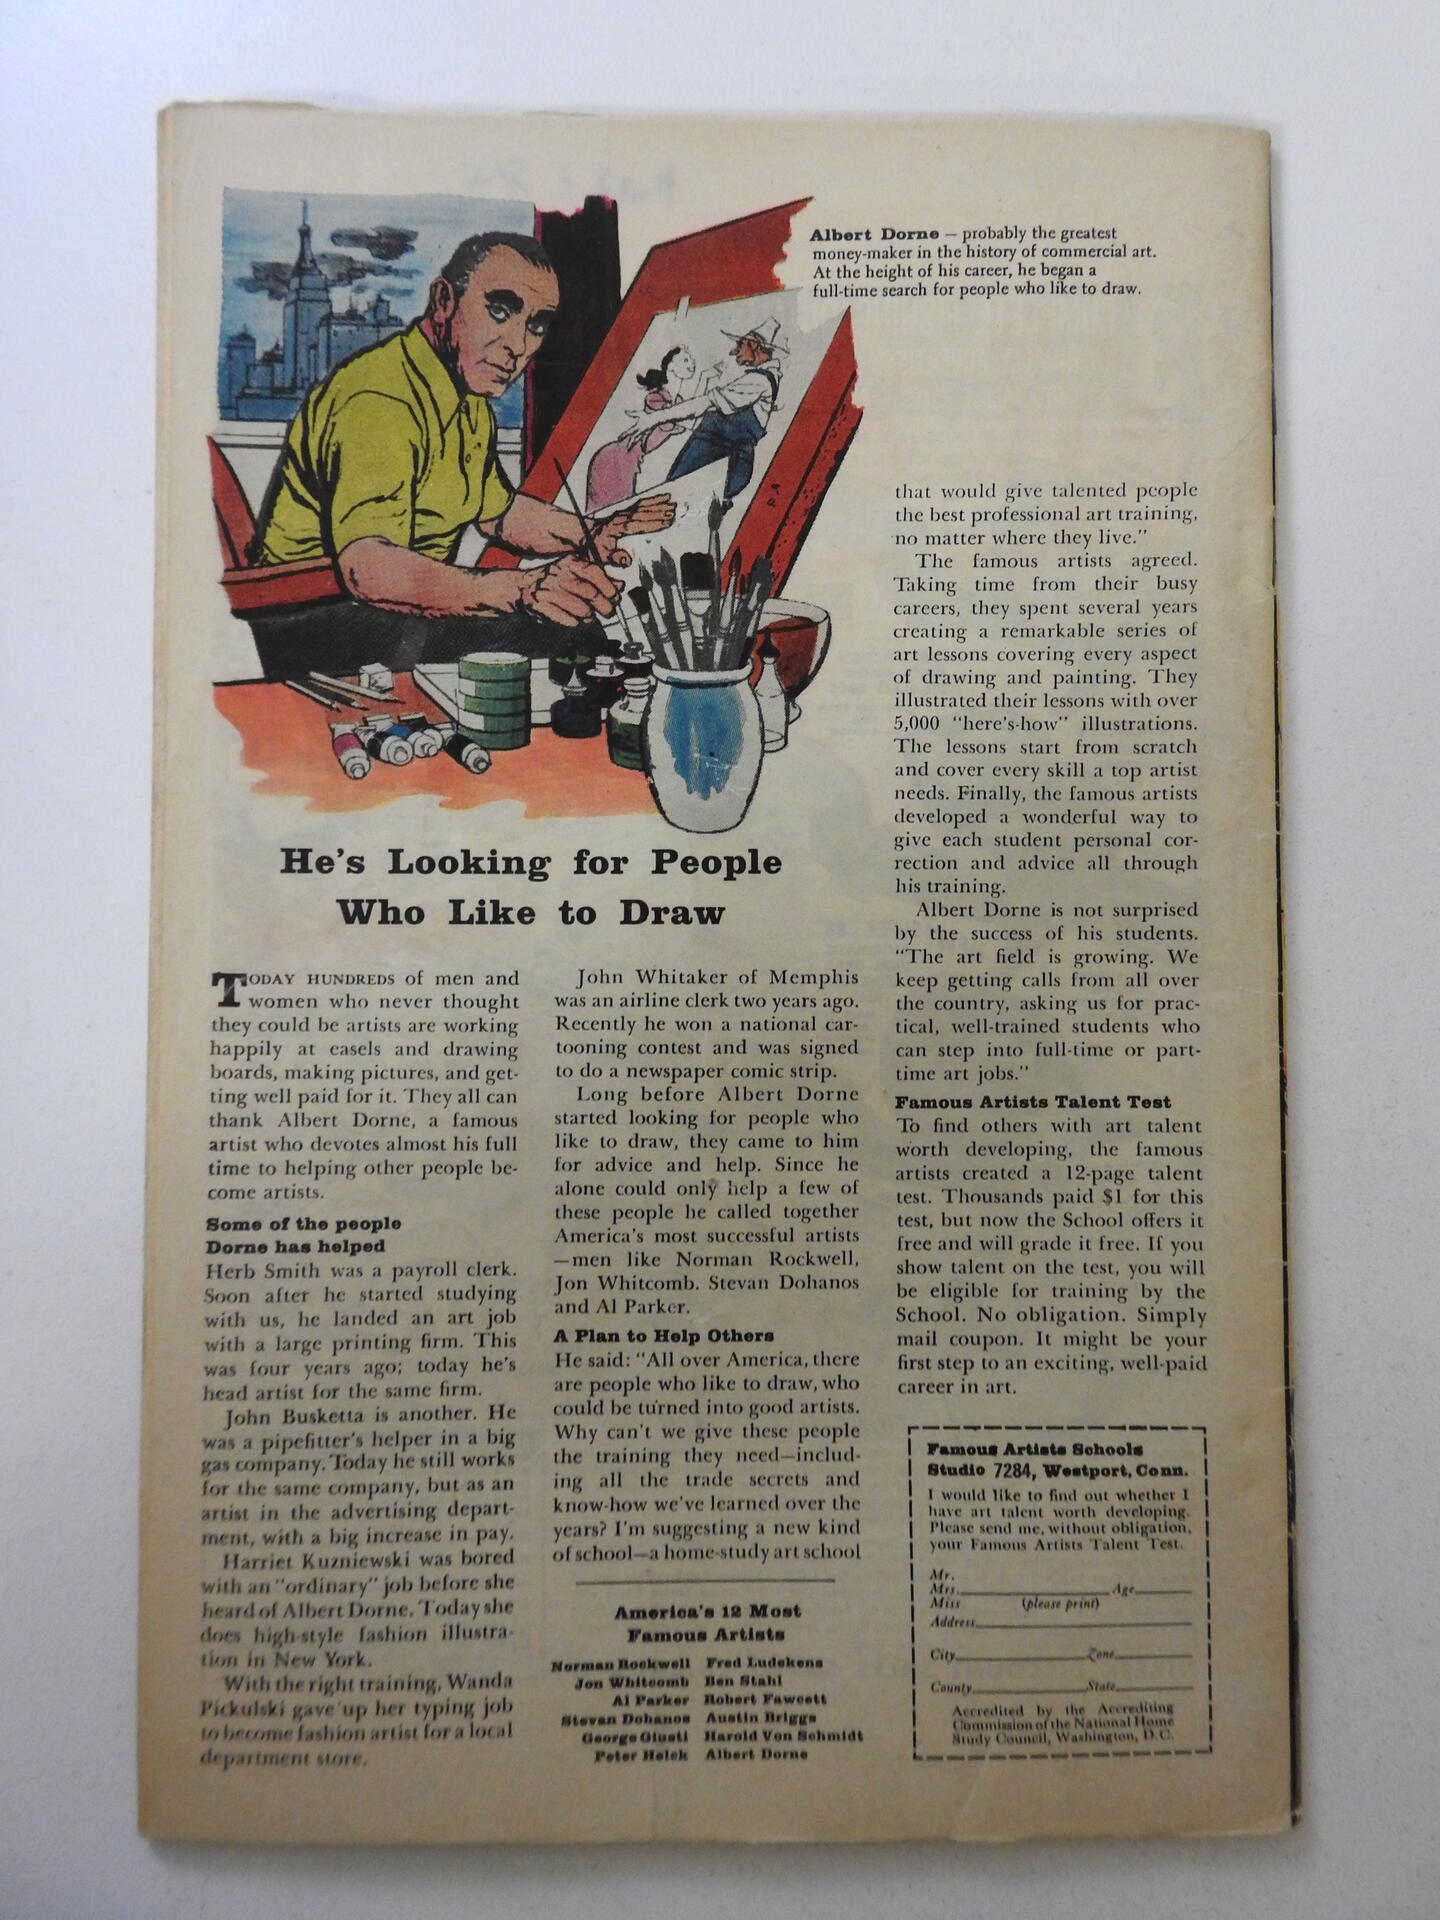 Albert Dorne — probably the greatest
money-maker in the history of commercial art.
At the height of his career, he began a
full-time search for people who like to draw.
He's Looking for People
Who Like to Draw
TODAY HUNDREDS of men and
women who never thought
they could be artists are working
happily at easels and drawing
boards, making pictures, and get-
ting well paid for it. They all can
thank Albert Dorne, a famous
artist who devotes almost his full
time to helping other people be-
come artists.
Some of the people
Dorne has helped
Herb Smith was a payroll clerk.
Soon after he started studying
with us, he landed an art job
with a large printing firm. This
was four years ago; today he's
head artist for the same firm.
John Busketta is another. He
was a pipefitter's helper in a big
gas company. Today he still works
for the same company, but as an
artist in the advertising depart-
ment, with a big increase in pay.
Harriet Kuzniewski was bored
with an "ordinary" job before she
heard of Albert Dorne. Today she
does high-style fashion illustra-
tion in New York.
With the right training, Wanda
Pickulski gave up her typing job
to become fashion artist for a local
department store.
John Whitaker of Memphis
was an airline clerk two years ago.
Recently he won a national car-
tooning contest and was signed
to do a newspaper comic strip.
Long before Albert Dorne
started looking for people who
like to draw, they came to him
for advice and help. Since he
alone could only help a few of
these people he called together
America's most successful artists
—men like Norman Rockwell,
Jon Whitcomb. Stevan Dohanos
and Al Parker.
A Plan to Help Others
He said: "All over America, there
are people who like to draw, who
could be turned into good artists.
Why can't we give these people
the training they need—includ-
ing all the trade secrets and
know-how we've learned over the
years? I'm suggesting a new kind
of school—a home-study art school
America's 12 Most
Famous Artists
Norman Rockwell Fred Ludekens
Jon Whitcomb Ben Stahl
Al Parker Robert Fawcett
Stevan Dohanos Austin Briggs
George Giusti Harold Von Schmidt
Peter Helck Albert Dorne
that would give talented people
the best professional art training,
no matter where they live."
The famous artists agreed.
Taking time from their busy
careers, they spent several years
creating a remarkable series of
art lessons covering every aspect
of drawing and painting. They
illustrated their lessons with over
5,000 "here's-how" illustrations.
The lessons start from scratch
and cover every skill a top artist
needs. Finally, the famous artists
developed a wonderful way to
give each student personal cor-
rection and advice all through
his training.
Albert Dorne is not surprised
by the success of his students.
"The art field is growing. We
keep getting calls from all over
the country, asking us for prac-
tical, well-trained students who
can step into full-time or part-
time art jobs."
Famous Artists Talent Test
To find others with art talent
worth developing, the famous
artists created a 12-page talent
test. Thousands paid $1 for this
test, but now the School offers it
free and will grade it free. If you
show talent on the test, you will
be eligible for training by the
School. No obligation. Simply
mail coupon. It might be your
first step to an exciting, well-paid
career in art.
Famous Artists Schools
Studio 7284, Westport, Conn.
I would like to find out whether I
have art talent worth developing.
Please send me, without obligation,
your Famous Artists Talent Test.
Mr.
Mrs. Age
Miss (please print)
Address
City Zone
County State
Accredited by the Accrediting
Commission of the National Home
Study Council, Washington, D.C.